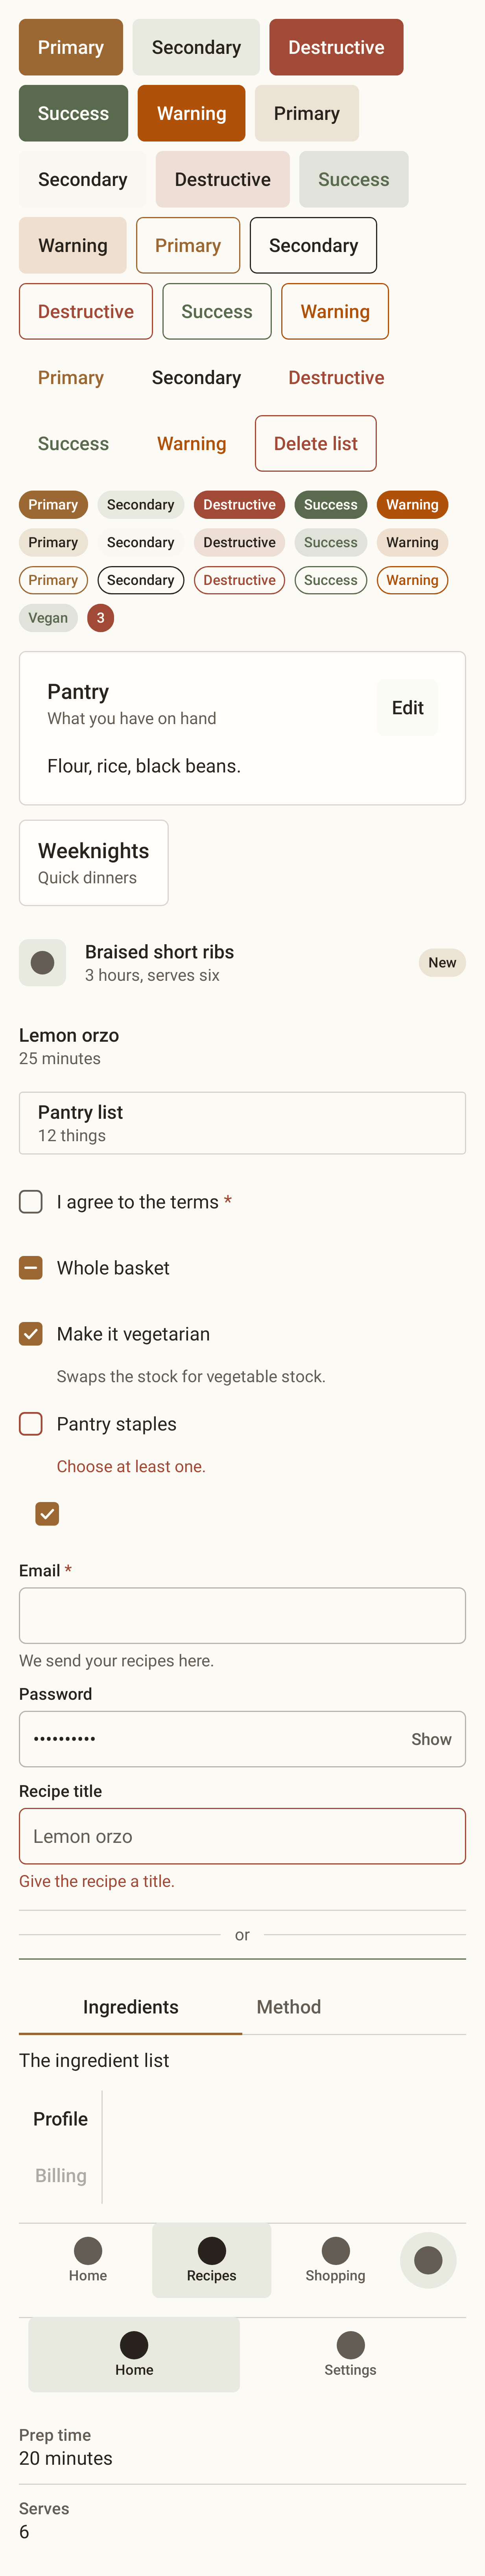 Primary Secondary Destructive
Success Warning Primary
Secondary Destructive Success
Warning Primary Secondary
Destructive Success Warning
Primary Secondary Destructive
Success Warning Delete list
Primary Secondary Destructive Success Warning
Primary Secondary Destructive Success Warning
Primary Secondary Destructive Success Warning
Vegan 3
Pantry
What you have on hand
Edit
Flour, rice, black beans.
Weeknights
Quick dinners
Braised short ribs
3 hours, serves six
New
Lemon orzo
25 minutes
Pantry list
12 things
I agree to the terms *
Whole basket
Make it vegetarian
Swaps the stock for vegetable stock.
Pantry staples
Choose at least one.
Email *
We send your recipes here.
Password
•••••••••• Show
Recipe title
Lemon orzo
Give the recipe a title.
or
Ingredients Method
The ingredient list
Profile
Billing
Home Recipes Shopping
Home Settings
Prep time
20 minutes
Serves
6